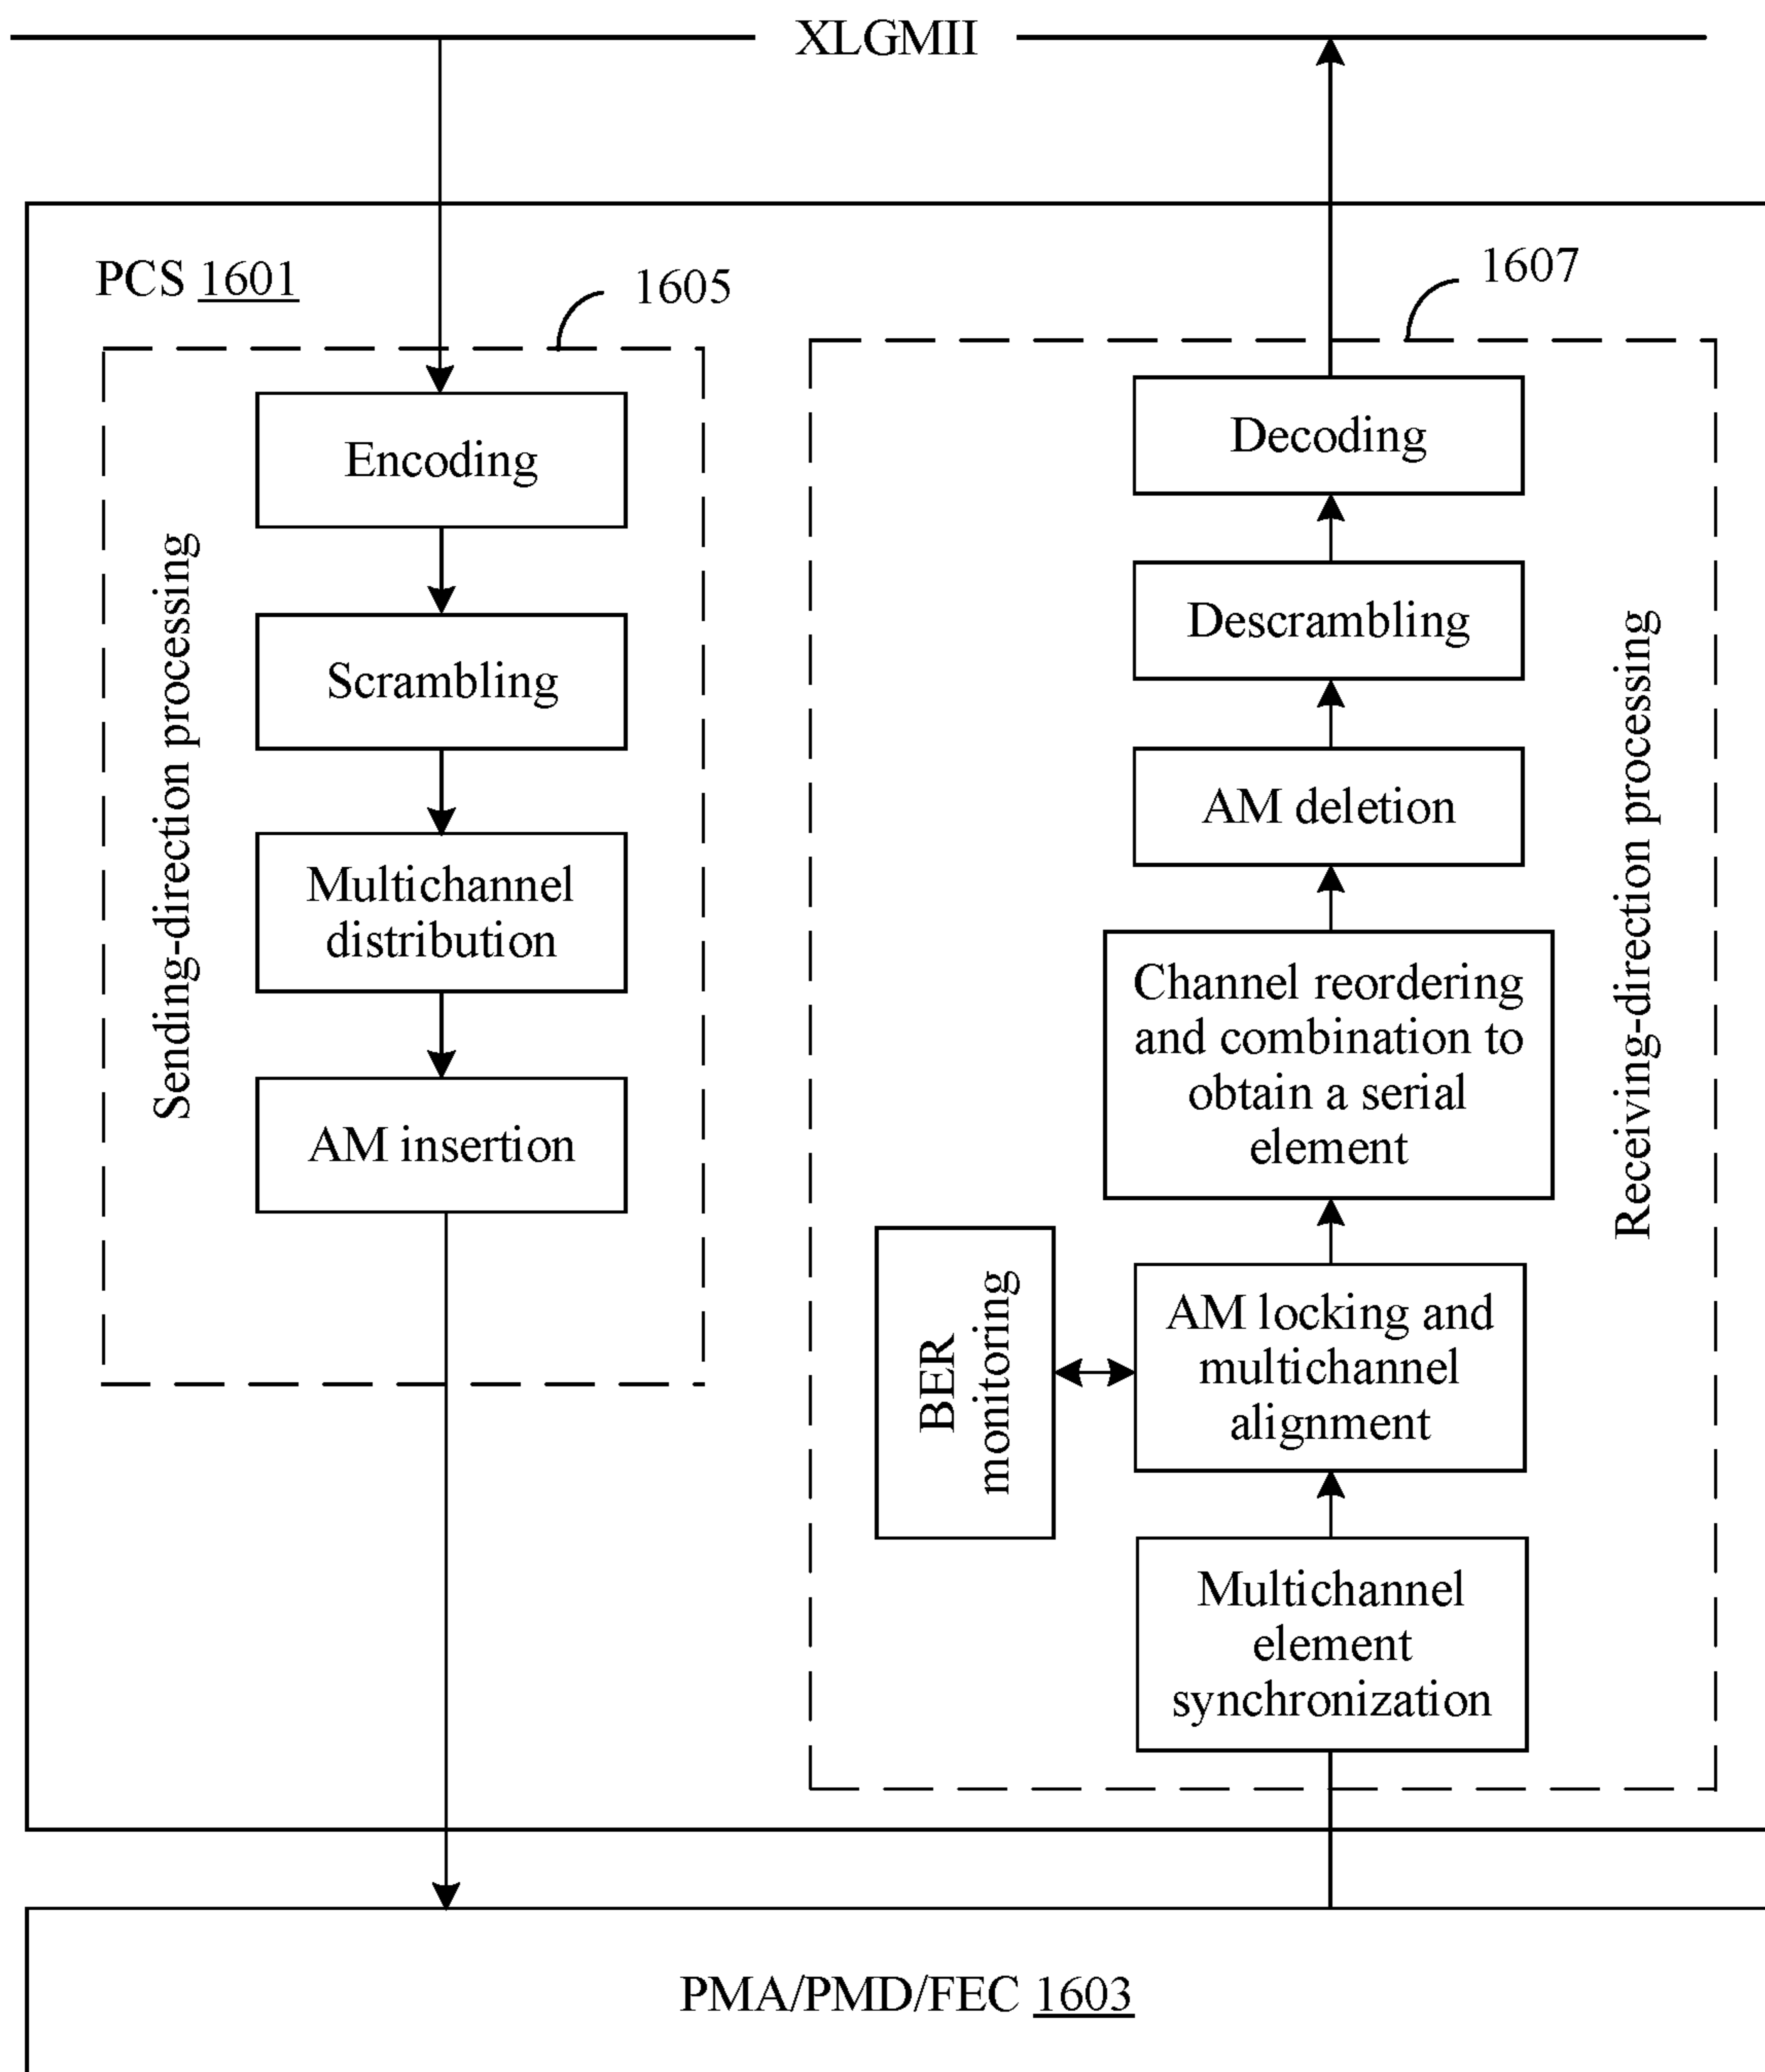 XLGMII
PCS 1601
1605
1607
Sending-direction processing
Encoding
Scrambling
Multichannel
distribution
AM insertion
Decoding
Descrambling
AM deletion
Channel reordering
and combination to
obtain a serial
element
AM locking and
multichannel
alignment
BER
monitoring
Multichannel
element
synchronization
Receiving-direction processing
PMA/PMD/FEC 1603